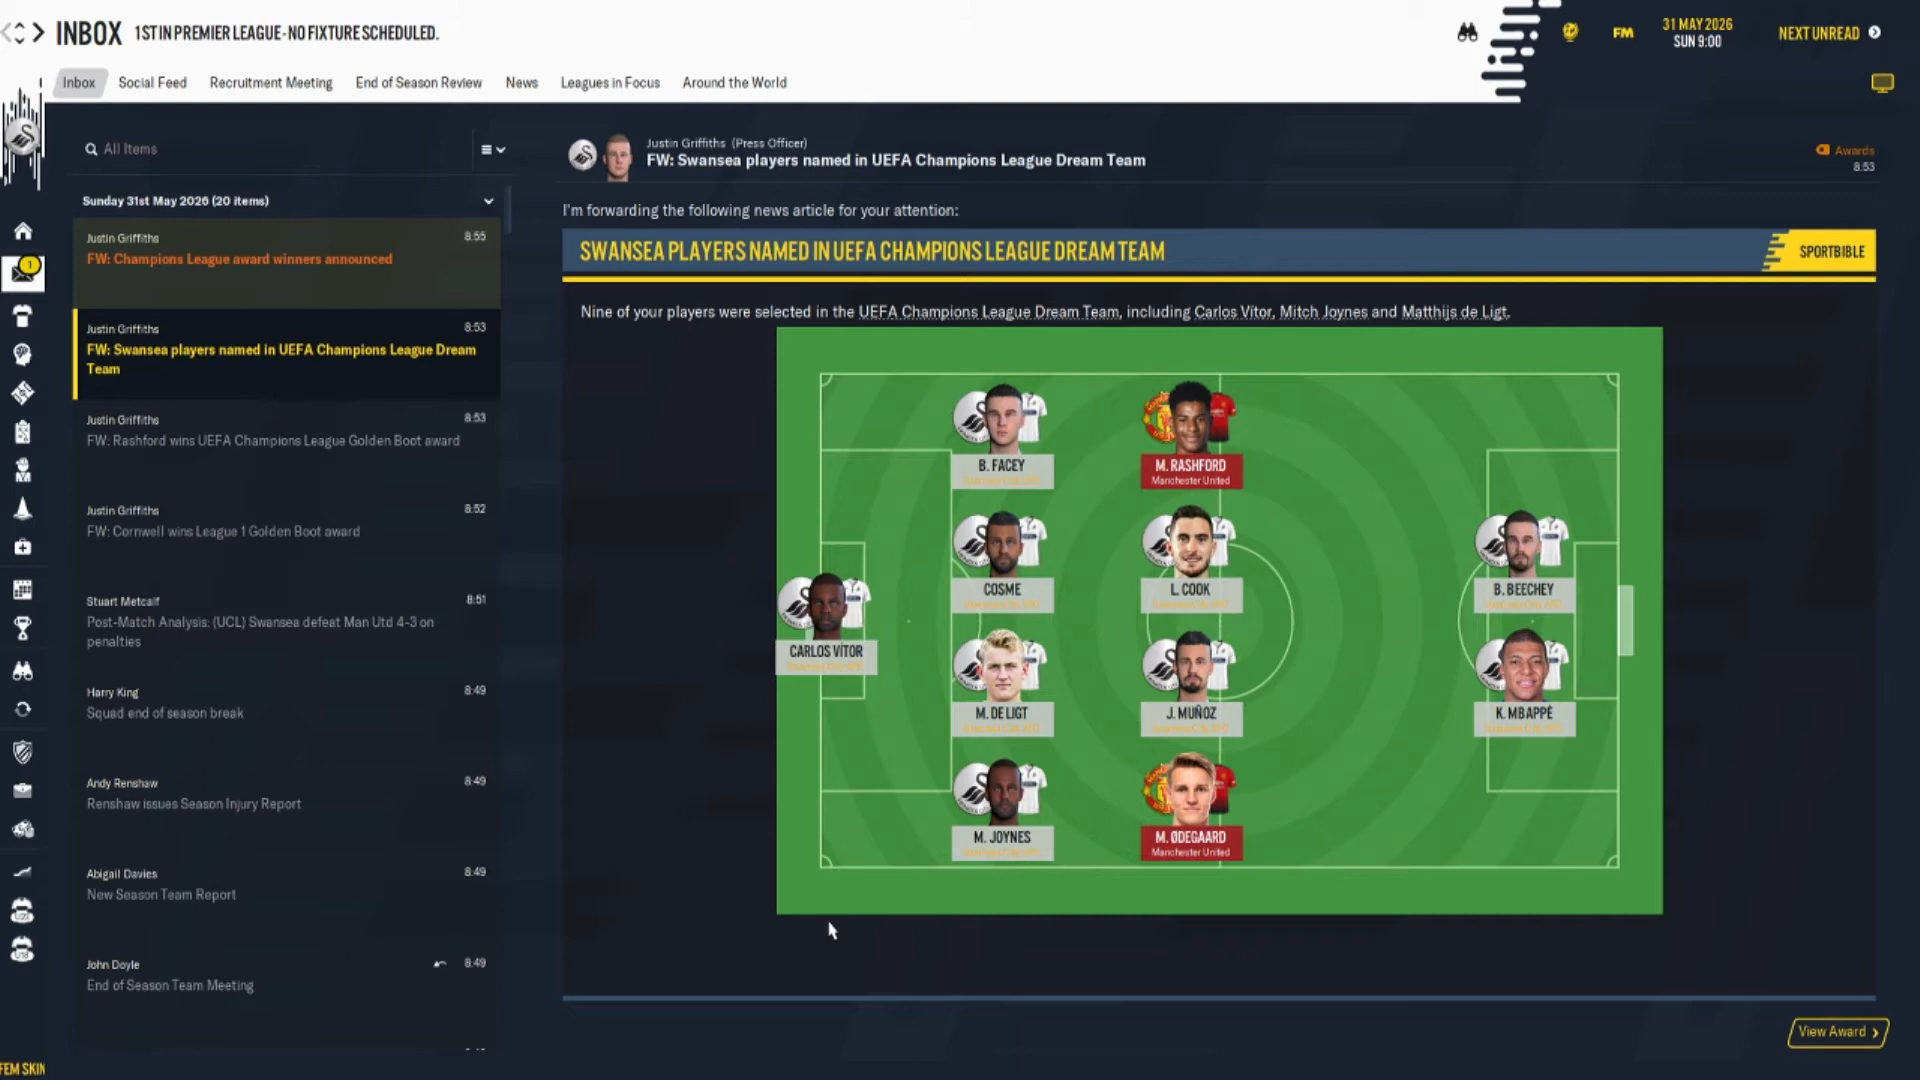 INBOX
1ST IN PREMIER LEAGUE - NO FIXTURE SCHEDULED.
FM
31 MAY 2026
SUN 9:00
NEXT UNREAD
Inbox
Social Feed
Recruitment Meeting
End of Season Review
News
Leagues in Focus
Around the World
All Items
Sunday 31st May 2026 (20 items)
Justin Griffiths
8:55
FW: Champions League award winners announced
Justin Griffiths
8:53
FW: Swansea players named in UEFA Champions League Dream
Team
Justin Griffiths
8:53
FW: Rashford wins UEFA Champions League Golden Boot award
Justin Griffiths
8:52
FW: Cornwell wins League 1 Golden Boot award
Stuart Metcalf
8:51
Post-Match Analysis: (UCL) Swansea defeat Man Utd 4-3 on
penalties
Harry King
8:49
Squad end of season break
Andy Renshaw
8:49
Renshaw issues Season Injury Report
Abigail Davies
8:49
New Season Team Report
John Doyle
8:49
End of Season Team Meeting
1
U23
U18
FEM SKIN
Justin Griffiths (Press Officer)
FW: Swansea players named in UEFA Champions League Dream Team
Awards
8:53
I'm forwarding the following news article for your attention:
SWANSEA PLAYERS NAMED IN UEFA CHAMPIONS LEAGUE DREAM TEAM
SPORTBIBLE
Nine of your players were selected in the UEFA Champions League Dream Team, including Carlos Vítor, Mitch Joynes and Matthijs de Ligt.
B. FACEY
M. RASHFORD
Manchester United
COSME
L. COOK
B. BEECHEY
CARLOS VÍTOR
M. DE LIGT
J. MUÑOZ
K. MBAPPÉ
M. JOYNES
M. ØDEGAARD
Manchester United
View Award